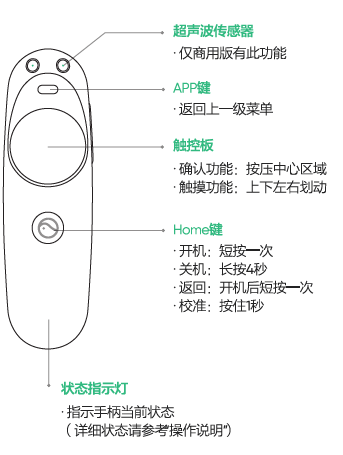 超声波传感器
·仅商用版有此功能
APP键
·返回上一级菜单
触控板
·确认功能：按压中心区域
·触摸功能：上下左右划动
Home键
·开机：短按一次
·关机：长按4秒
·返回：开机后短按一次
·校准：按住1秒
状态指示灯
·指示手柄当前状态
（详细状态请参考“操作说明”）